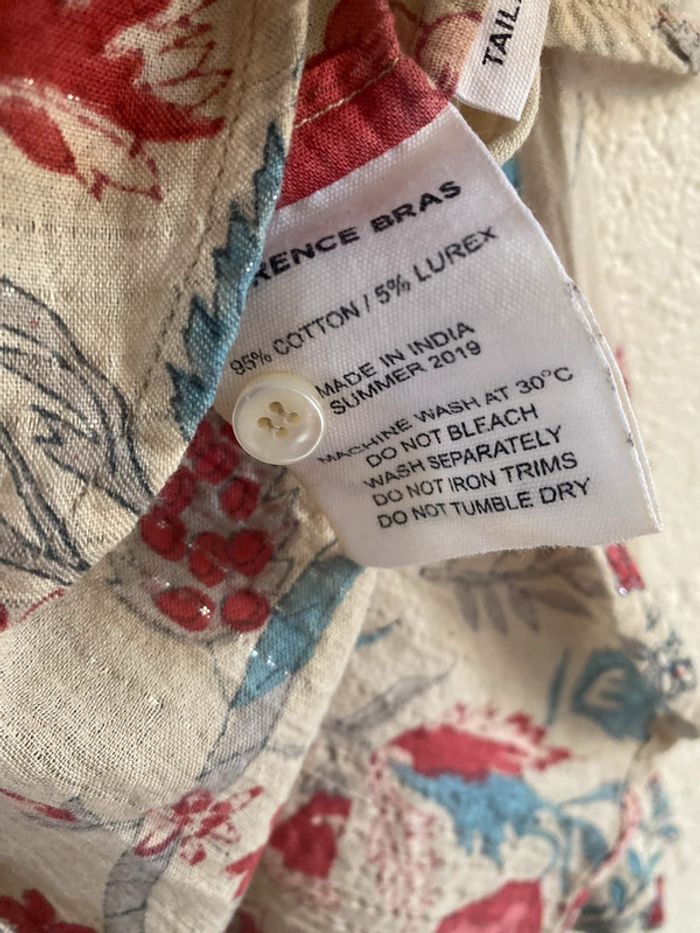 TAIL
RENCE BRAS
95% COTTON / 5% LUREX
MADE IN INDIA
SUMMER 2019
MACHINE WASH AT 30°C
DO NOT BLEACH
WASH SEPARATELY
DO NOT IRON TRIMS
DO NOT TUMBLE DRY